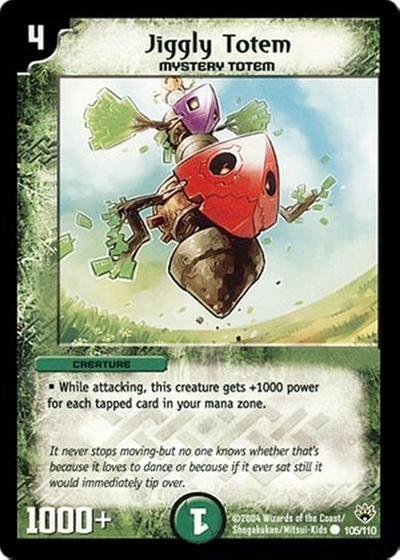 4
Jiggly Totem
MYSTERY TOTEM
CREATURE
▪ While attacking, this creature gets +1000 power
for each tapped card in your mana zone.
It never stops moving-but no one knows whether that's
because it loves to dance or because if it ever sat still it
would immediately tip over.
1000+
1
©2004 Wizards of the Coast/
Shogakukan/Mitsui-Kids
105/110